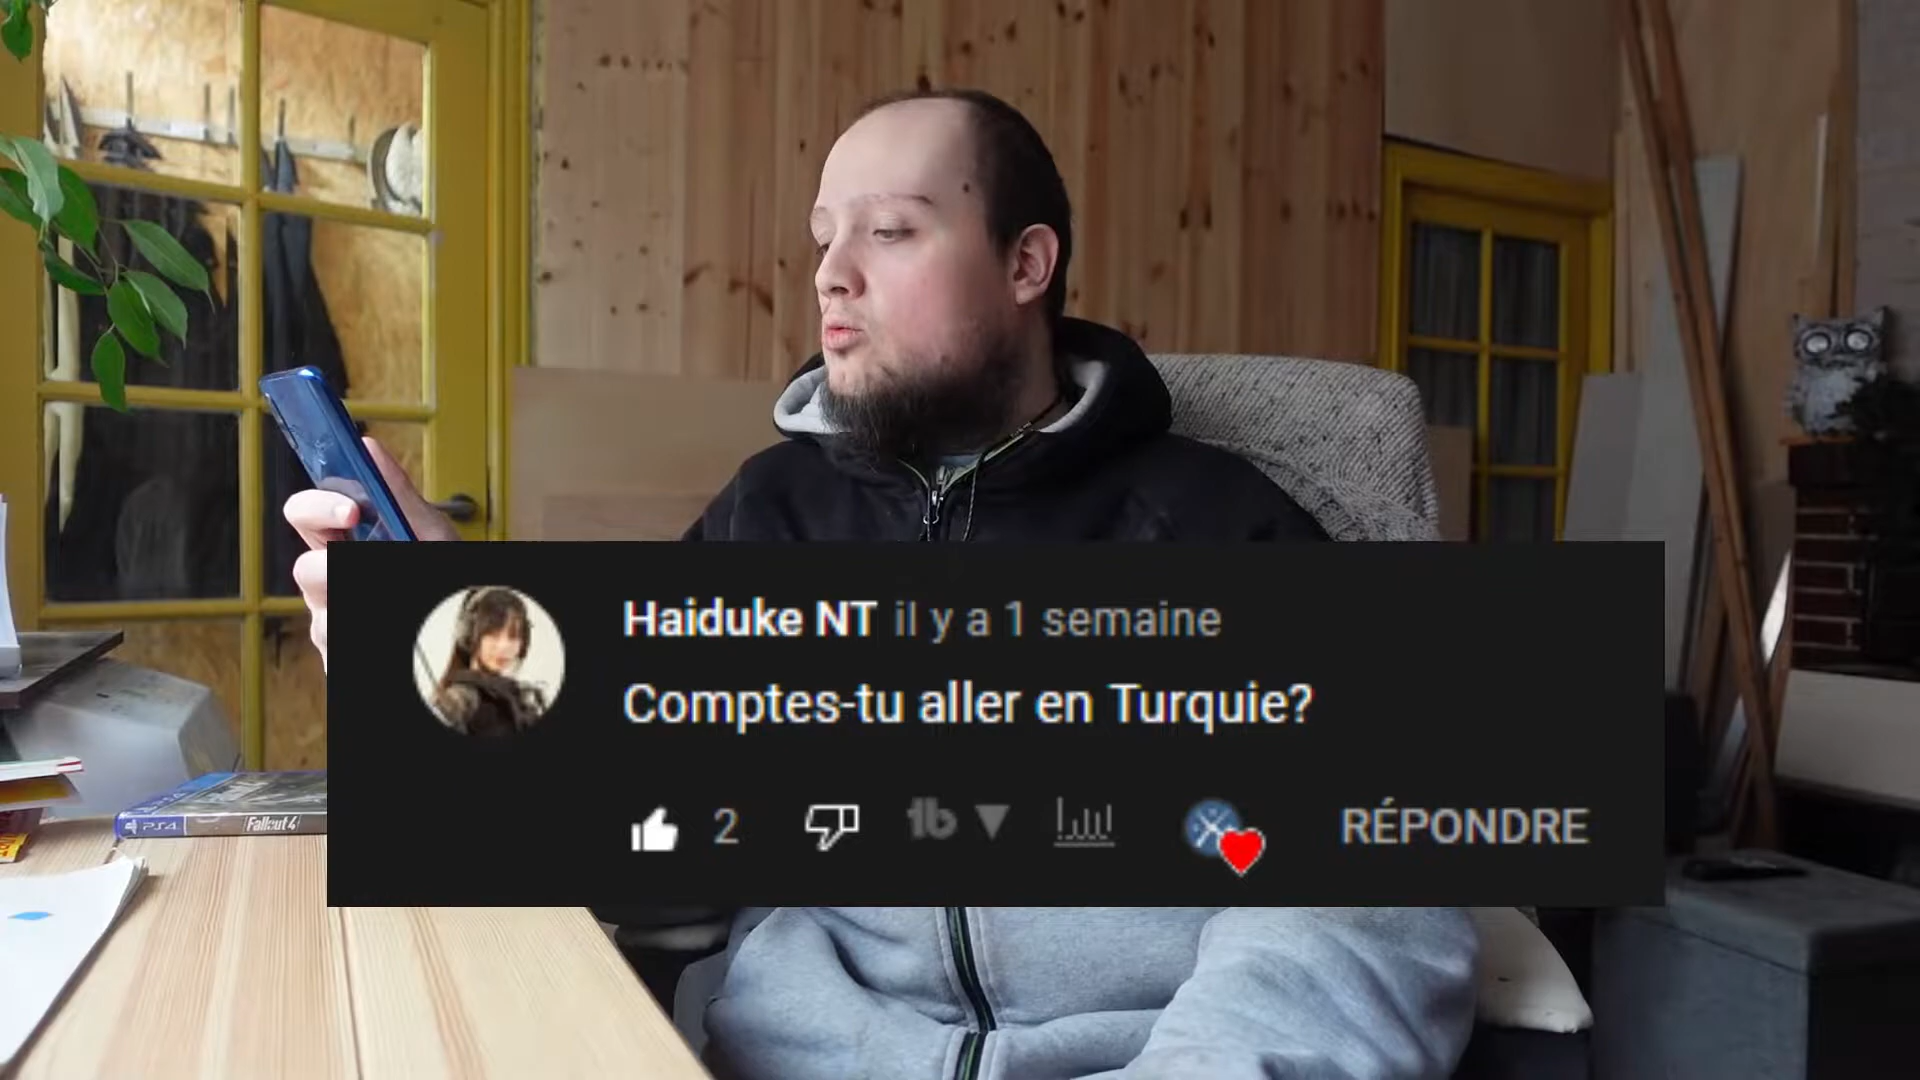 Haiduke NT il y a 1 semaine
Comptes-tu aller en Turquie?
2
RÉPONDRE
PS4
Fallout 4